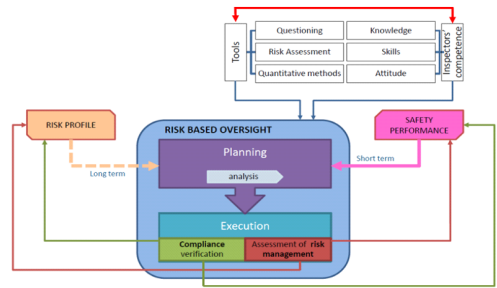 Tools
Questioning
Knowledge
Risk Assessment
Skills
Quantitative methods
Attitude
Inspectors'
competence
RISK PROFILE
SAFETY
PERFORMANCE
RISK BASED OVERSIGHT
Planning
analysis
Long term
Short term
Execution
Compliance
verification
Assessment of risk
management